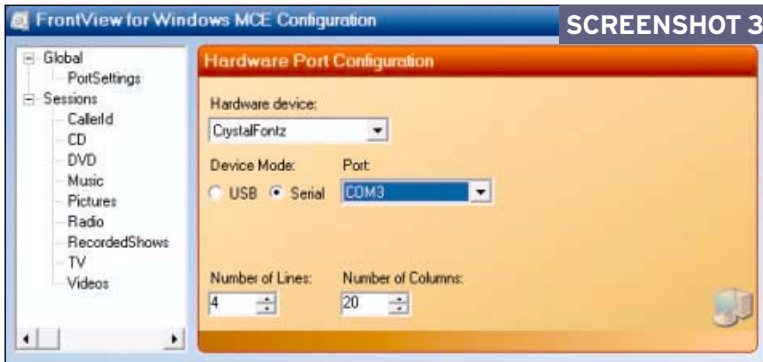 FrontView for Windows MCE Configuration
SCREENSHOT 3
Global
PortSettings
Sessions
CallerId
CD
DVD
Music
Pictures
Radio
RecordedShows
TV
Videos
Hardware Port Configuration
Hardware device:
CrystalFontz
Device Mode:
USB
Serial
Port:
COM3
Number of Lines:
4
Number of Columns:
20